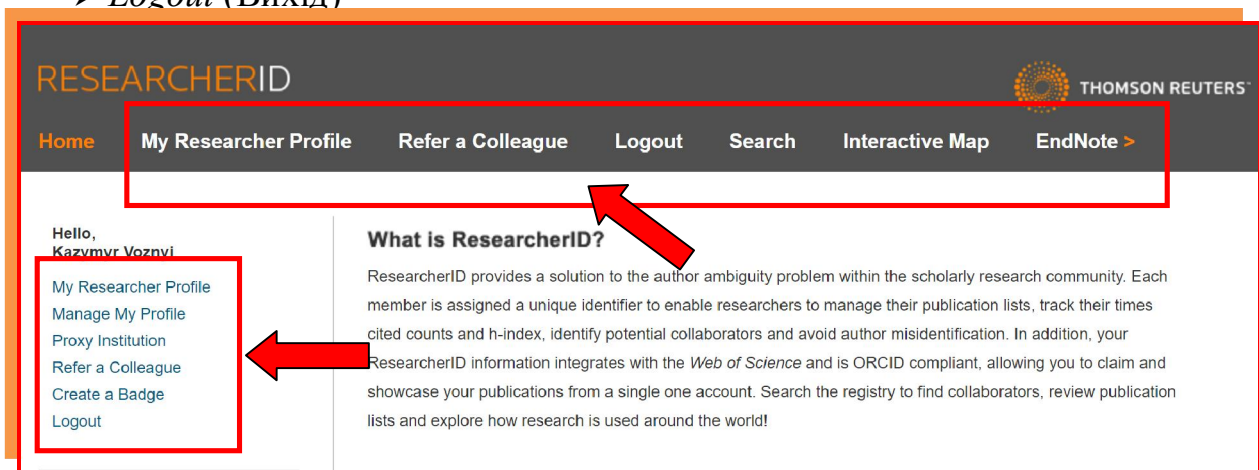 ➢ Logout (Вихід)
RESEARCHERID
THOMSON REUTERS™
Home My Researcher Profile Refer a Colleague Logout Search Interactive Map EndNote >
Hello,
Kazymyr Voznyi
My Researcher Profile
Manage My Profile
Proxy Institution
Refer a Colleague
Create a Badge
Logout
What is ResearcherID?
ResearcherID provides a solution to the author ambiguity problem within the scholarly research community. Each
member is assigned a unique identifier to enable researchers to manage their publication lists, track their times
cited counts and h-index, identify potential collaborators and avoid author misidentification. In addition, your
ResearcherID information integrates with the Web of Science and is ORCID compliant, allowing you to claim and
showcase your publications from a single one account. Search the registry to find collaborators, review publication
lists and explore how research is used around the world!